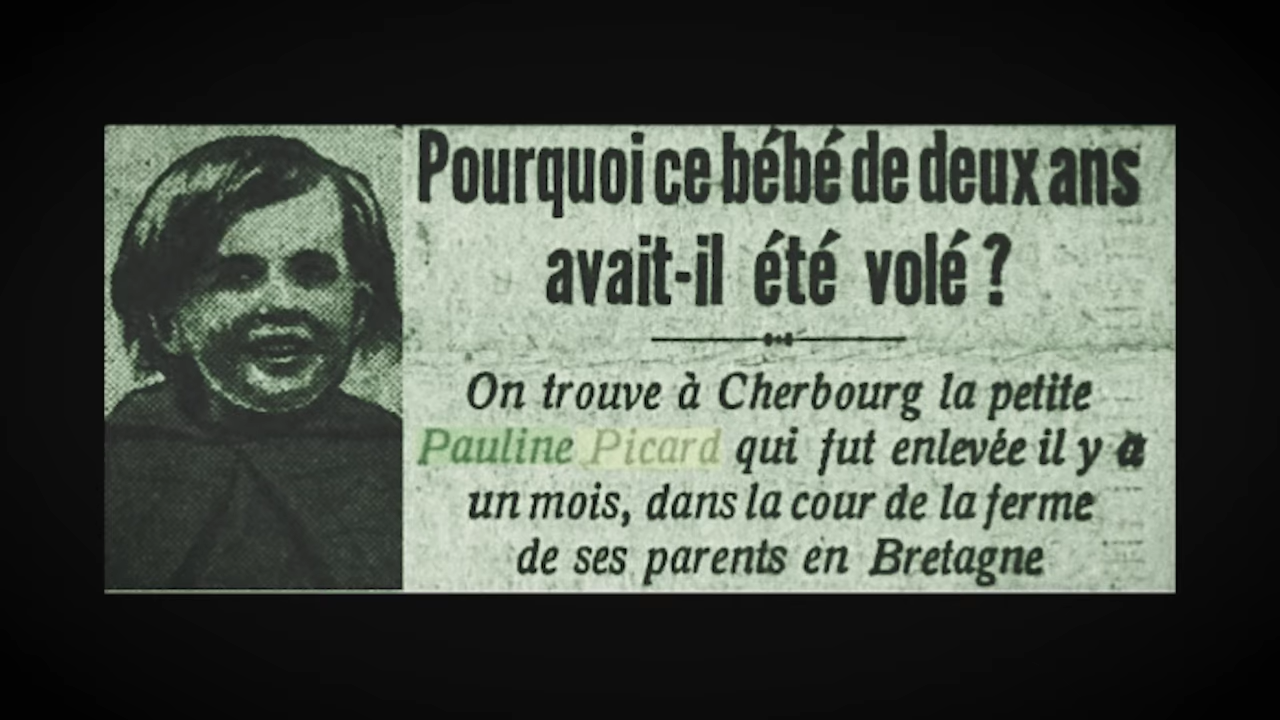 Pourquoi ce bébé de deux ans
avait-il été volé ?
On trouve à Cherbourg la petite
Pauline Picard qui fut enlevée il y a
un mois, dans la cour de la ferme
de ses parents en Bretagne